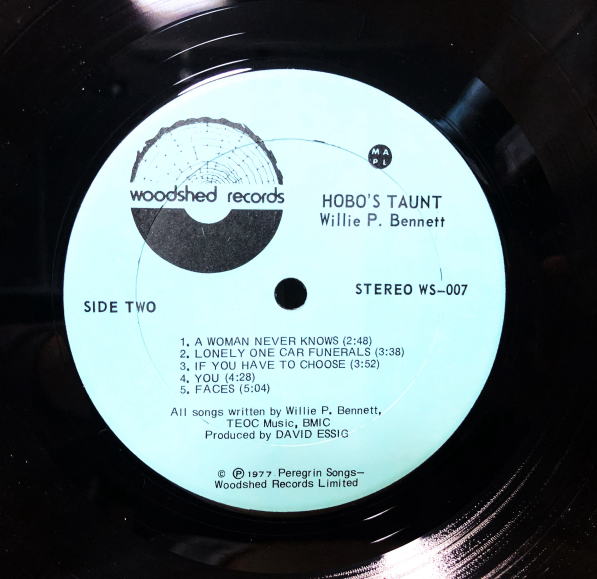 woodshed records
MA
PL
HOBO'S TAUNT
Willie P. Bennett
STEREO WS-007
SIDE TWO
1. A WOMAN NEVER KNOWS (2:48)
2. LONELY ONE CAR FUNERALS (3:38)
3. IF YOU HAVE TO CHOOSE (3:52)
4. YOU (4:28)
5. FACES (5:04)
All songs written by Willie P. Bennett,
TEOC Music, BMIC
Produced by DAVID ESSIG
© ℗ 1977 Peregrin Songs—
Woodshed Records Limited